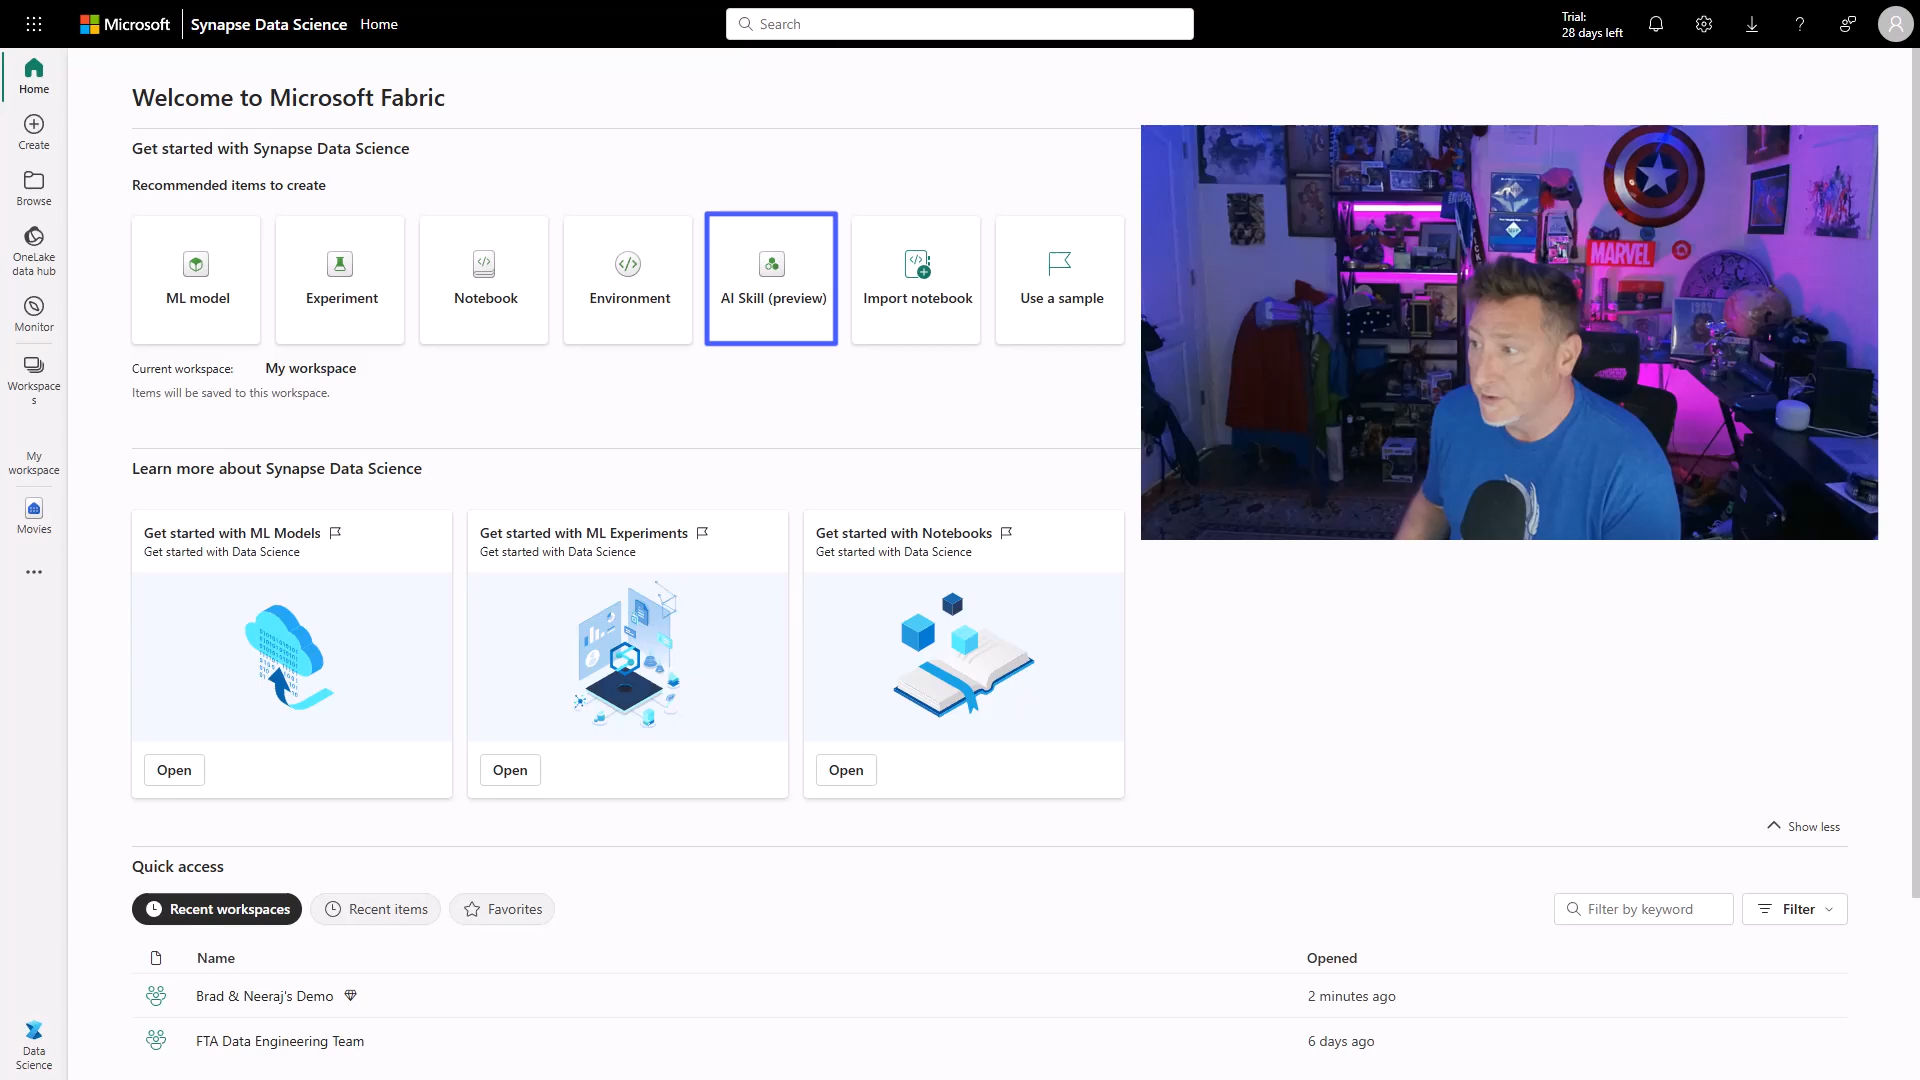 Microsoft
Synapse Data Science
Home
Search
Trial:
28 days left
Home
Create
Browse
OneLake
data hub
Monitor
Workspace
s
My
workspace
Movies
Data
Science
Welcome to Microsoft Fabric
Get started with Synapse Data Science
Recommended items to create
ML model
Experiment
Notebook
Environment
AI Skill (preview)
Import notebook
Use a sample
Current workspace:
My workspace
Items will be saved to this workspace.
MARVEL
Learn more about Synapse Data Science
Get started with ML Models
Get started with Data Science
Open
Get started with ML Experiments
Get started with Data Science
Open
Get started with Notebooks
Get started with Data Science
Open
Show less
Quick access
Recent workspaces
Recent items
Favorites
Filter by keyword
Filter
Name
Opened
Brad & Neeraj's Demo
2 minutes ago
FTA Data Engineering Team
6 days ago